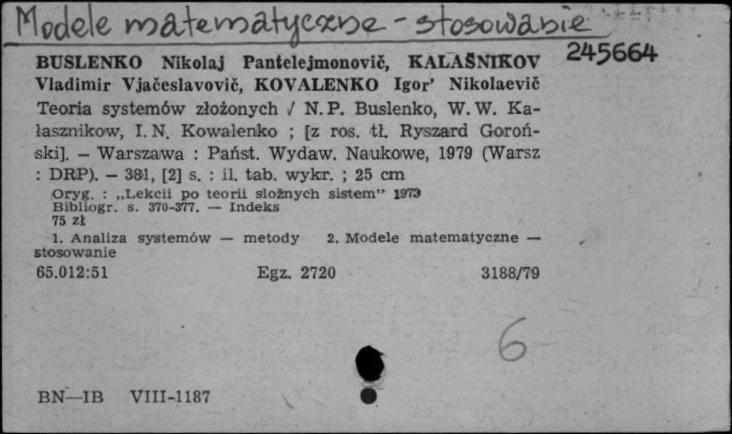 Modele matematyczne - stosowanie
245664
BUSLENKO Nikolaj Pantelejmonovič, KALAŠNIKOV
Vladimir Vjačeslavovič, KOVALENKO Igor' Nikolaevič
Teoria systemów złożonych / N. P. Buslenko, W. W. Ka-
łasznikow, I. N. Kowalenko ; [z ros. tł. Ryszard Goroń-
ski]. – Warszawa : Państ. Wydaw. Naukowe, 1979 (Warsz
: DRP). – 381, [2] s. : il. tab. wykr. ; 25 cm
Oryg. : „Lekcii po teorii složnych sistem" 1973
Bibliogr. s. 370-377. — Indeks
75 zł
1. Analiza systemów — metody 2. Modele matematyczne —
stosowanie
65.012:51 Egz. 2720 3188/79
6
BN—IB VIII-1187